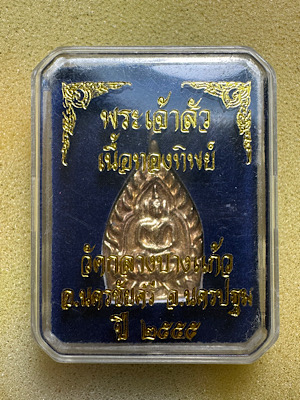 พระเจ้าสัว
เนื้อทองทิพย์
วัดกลางบางแก้ว
อ.นครชัยศรี จ.นครปฐม
ปี ๒๕๕๕